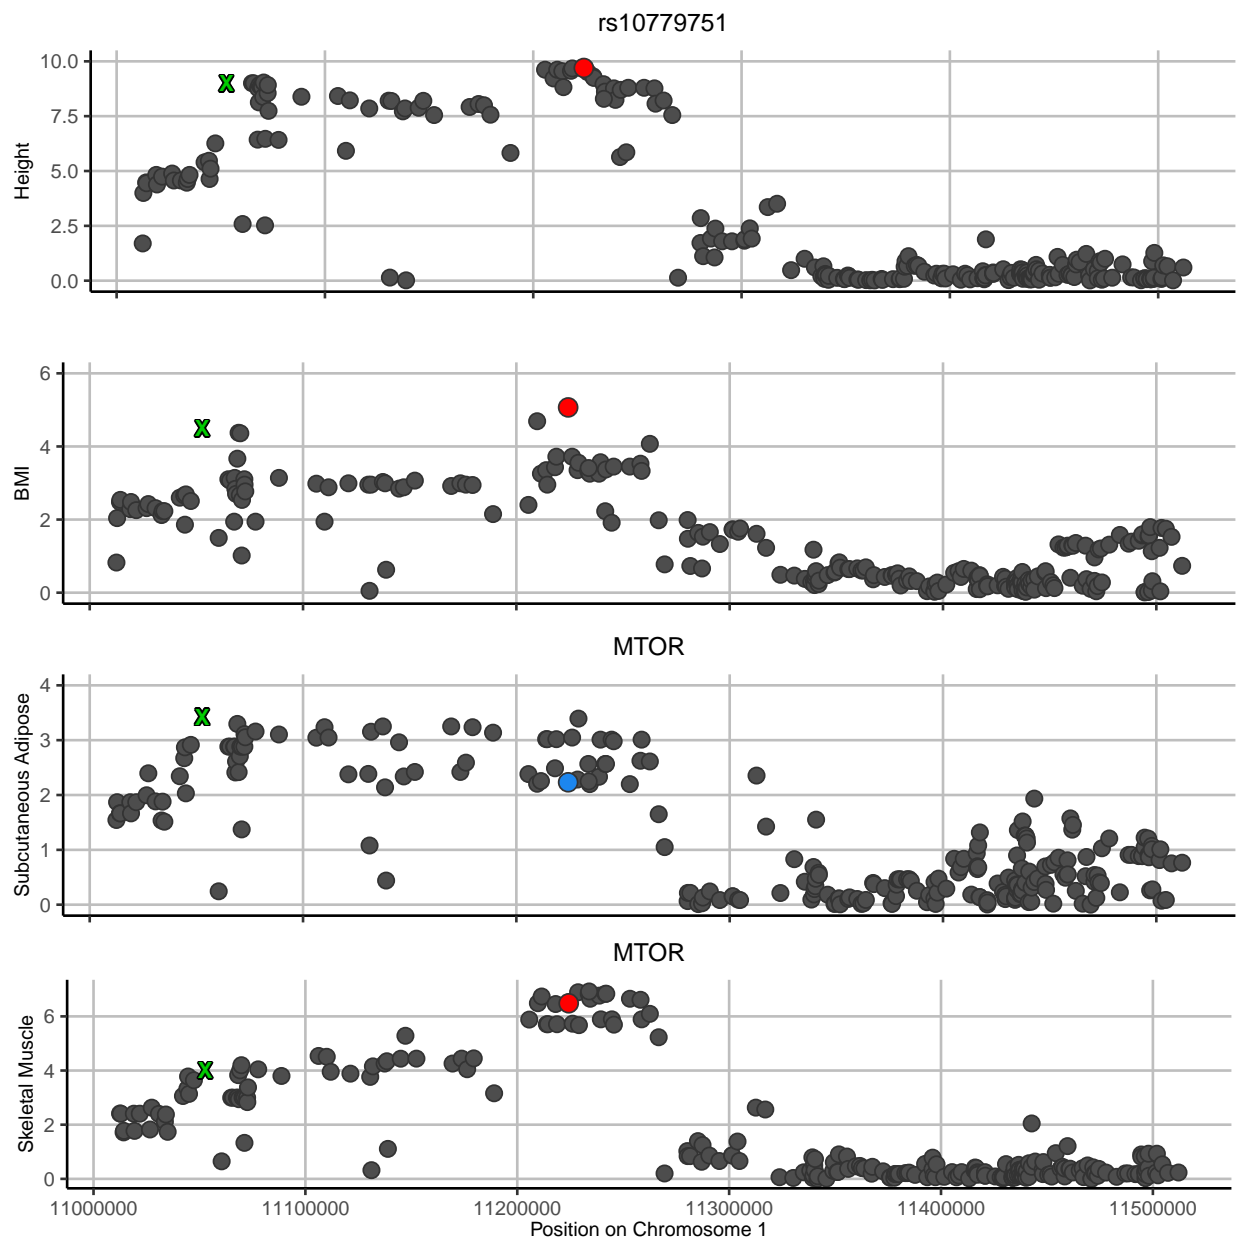 rs10779751
10.0
7.5
5.0
2.5
0.0
Height
6
4
2
0
BMI
MTOR
4
3
2
1
0
Subcutaneous Adipose
MTOR
6
4
2
0
Skeletal Muscle
11000000 11100000 11200000 11300000 11400000 11500000
Position on Chromosome 1